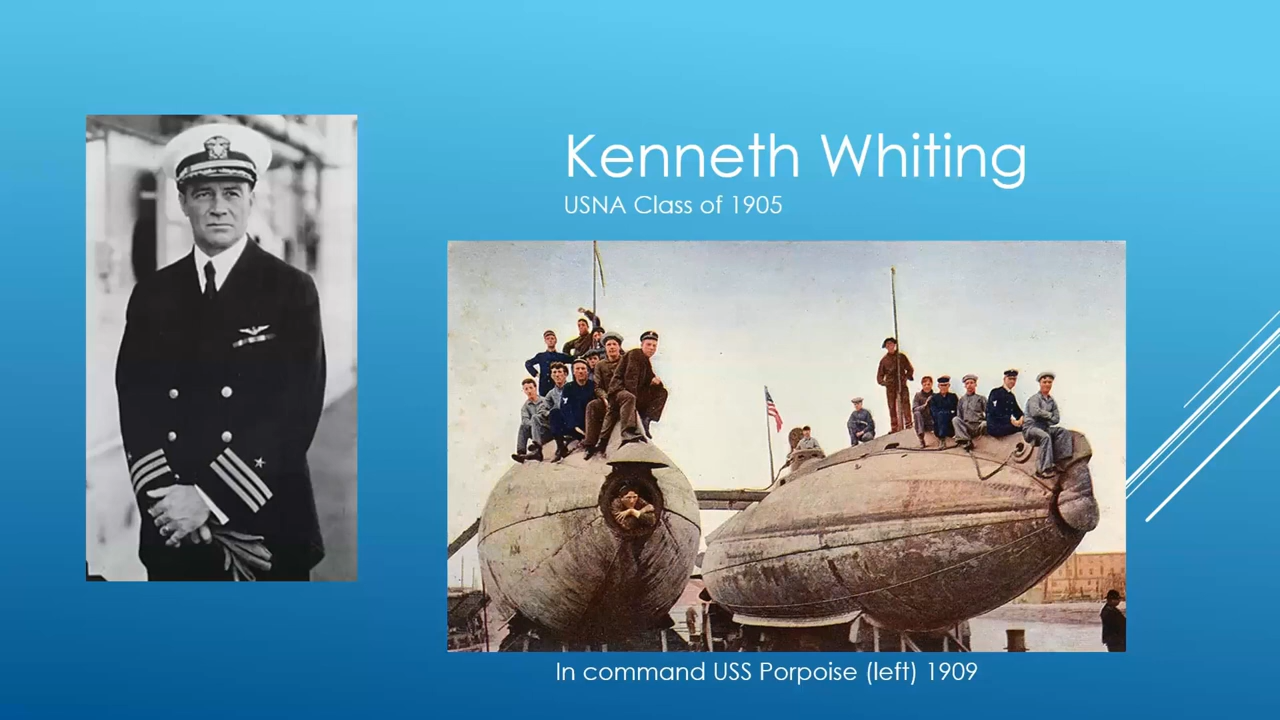 Kenneth Whiting
USNA Class of 1905
In command USS Porpoise (left) 1909